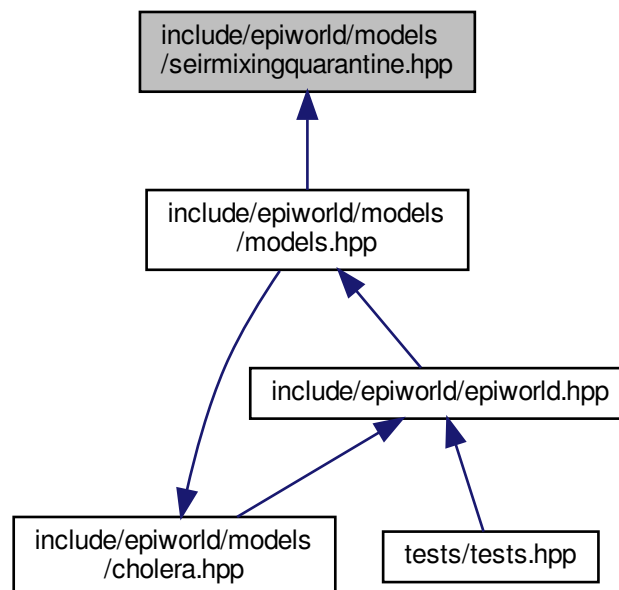 include/epiworld/models
/seirmixingquarantine.hpp
include/epiworld/models
/models.hpp
include/epiworld/epiworld.hpp
include/epiworld/models
/cholera.hpp
tests/tests.hpp